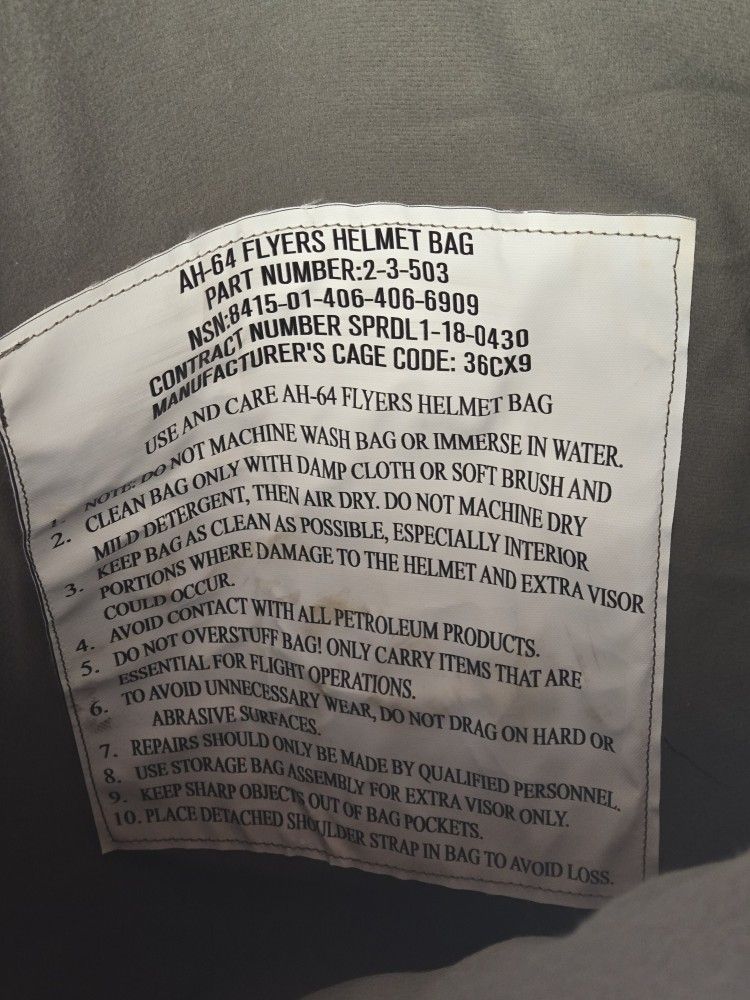 AH-64 FLYERS HELMET BAG
PART NUMBER:2-3-503
NSN:8415-01-406-406-6909
CONTRACT NUMBER SPRDL1-18-0430
MANUFACTURER'S CAGE CODE: 36CX9
USE AND CARE AH-64 FLYERS HELMET BAG
1. NOTE: DO NOT MACHINE WASH BAG OR IMMERSE IN WATER.
2. CLEAN BAG ONLY WITH DAMP CLOTH OR SOFT BRUSH AND
MILD DETERGENT, THEN AIR DRY. DO NOT MACHINE DRY
3. KEEP BAG AS CLEAN AS POSSIBLE, ESPECIALLY INTERIOR
PORTIONS WHERE DAMAGE TO THE HELMET AND EXTRA VISOR
COULD OCCUR.
4. AVOID CONTACT WITH ALL PETROLEUM PRODUCTS.
5. DO NOT OVERSTUFF BAG! ONLY CARRY ITEMS THAT ARE
ESSENTIAL FOR FLIGHT OPERATIONS.
6. TO AVOID UNNECESSARY WEAR, DO NOT DRAG ON HARD OR
ABRASIVE SURFACES.
7. REPAIRS SHOULD ONLY BE MADE BY QUALIFIED PERSONNEL.
8. USE STORAGE BAG ASSEMBLY FOR EXTRA VISOR ONLY.
9. KEEP SHARP OBJECTS OUT OF BAG POCKETS.
10. PLACE DETACHED SHOULDER STRAP IN BAG TO AVOID LOSS.